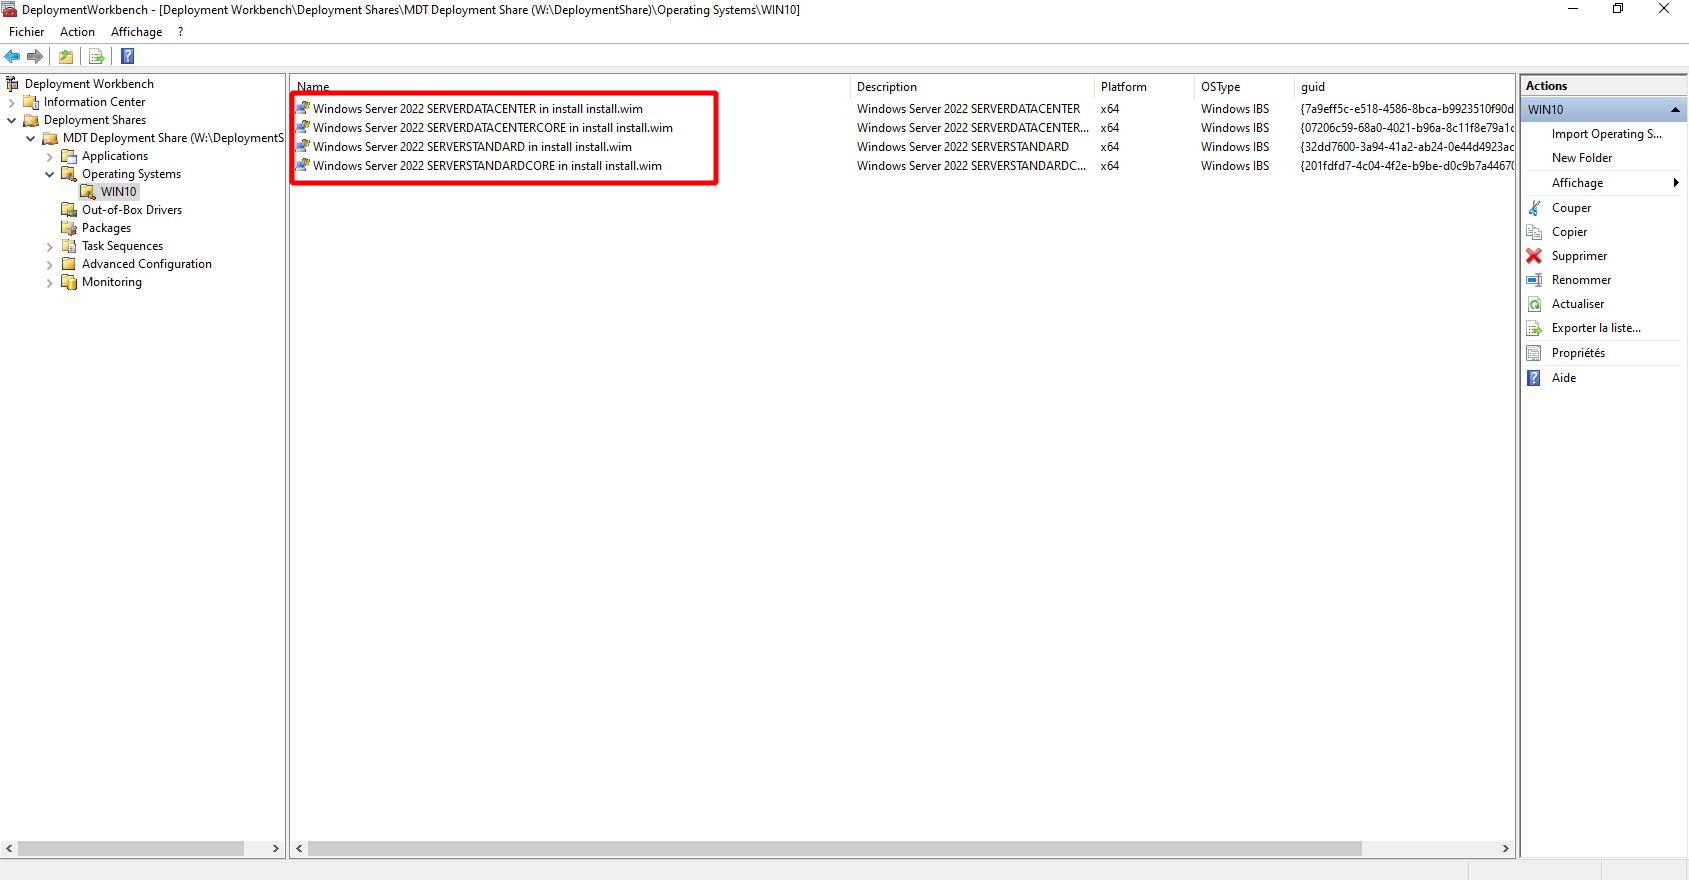 DeploymentWorkbench - [Deployment Workbench\Deployment Shares\MDT Deployment Share (W:\DeploymentShare)\Operating Systems\WIN10]
Fichier Action Affichage ?
Deployment Workbench
Information Center
Deployment Shares
MDT Deployment Share (W:\DeploymentS
Applications
Operating Systems
WIN10
Out-of-Box Drivers
Packages
Task Sequences
Advanced Configuration
Monitoring
Name Description Platform OSType guid
Windows Server 2022 SERVERDATACENTER in install install.wim Windows Server 2022 SERVERDATACENTER x64 Windows IBS {7a9eff5c-e518-4586-8bca-b9923510f90d
Windows Server 2022 SERVERDATACENTERCORE in install install.wim Windows Server 2022 SERVERDATACENTER... x64 Windows IBS {07206c59-68a0-4021-b96a-8c11f8e79a1c
Windows Server 2022 SERVERSTANDARD in install install.wim Windows Server 2022 SERVERSTANDARD x64 Windows IBS {32dd7600-3a94-41a2-ab24-0e44d4923ac
Windows Server 2022 SERVERSTANDARDCORE in install install.wim Windows Server 2022 SERVERSTANDARDC... x64 Windows IBS {201fdfd7-4c04-4f2e-b9be-d0c9b7a44670
Actions
WIN10
Import Operating S...
New Folder
Affichage
Couper
Copier
Supprimer
Renommer
Actualiser
Exporter la liste...
Propriétés
Aide